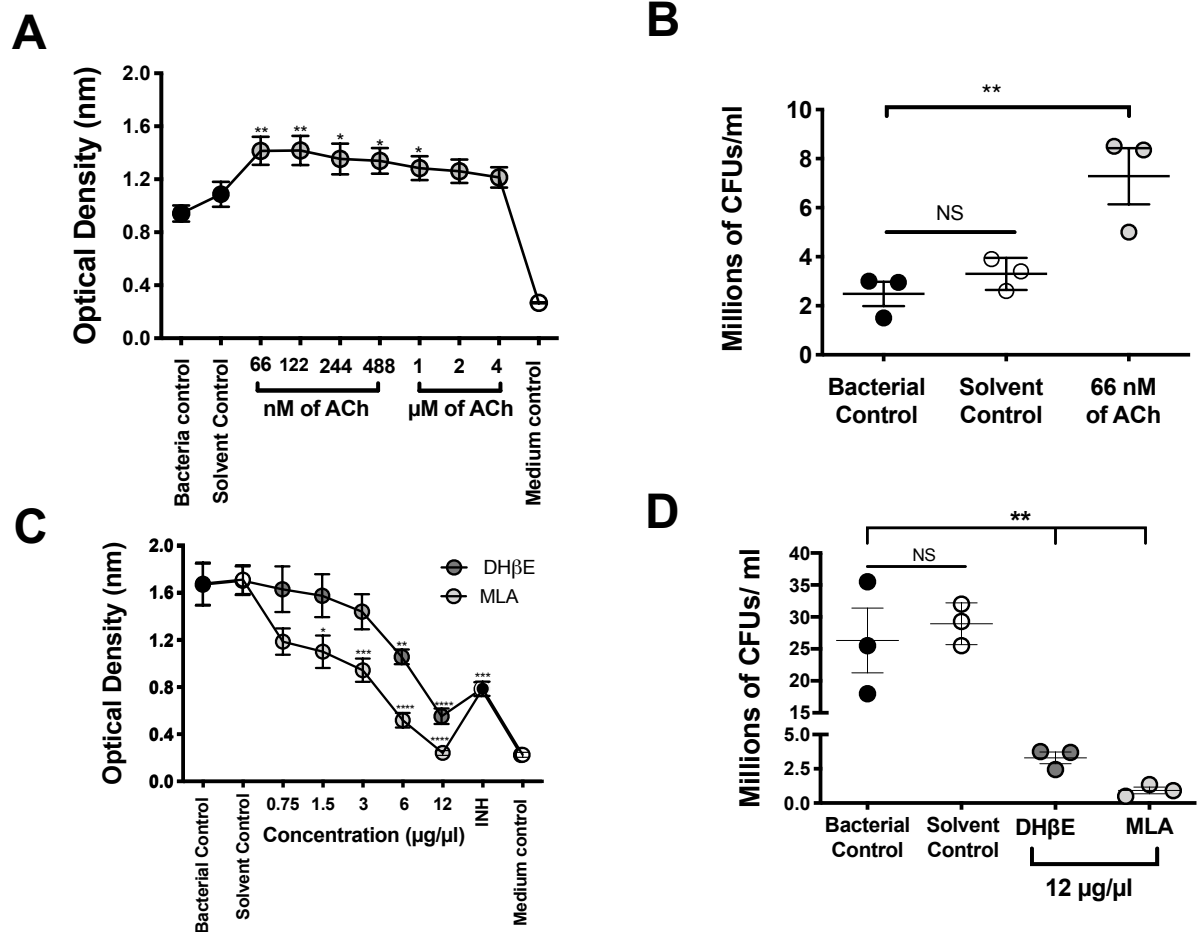 A
Optical Density (nm)
2.0
1.6
1.2
0.8
0.4
0.0
** ** * * *
66 122 244 488 1 2 4
nM of ACh µM of ACh
Bacteria control
Solvent Control
Medium control
B
Millions of CFUs/ml
10
8
6
4
2
0
**
NS
Bacterial Control
Solvent Control
66 nM of ACh
C
Optical Density (nm)
2.0
1.6
1.2
0.8
0.4
0.0
DHβE
MLA
* *** ** **** **** **** ***
0.75 1.5 3 6 12 INH
Concentration (µg/µl)
Bacterial Control
Solvent Control
Medium control
D
Millions of CFUs/ ml
40
35
30
25
20
15
5.0
2.5
0.0
**
NS
Bacterial Control
Solvent Control
DHβE MLA
12 µg/µl